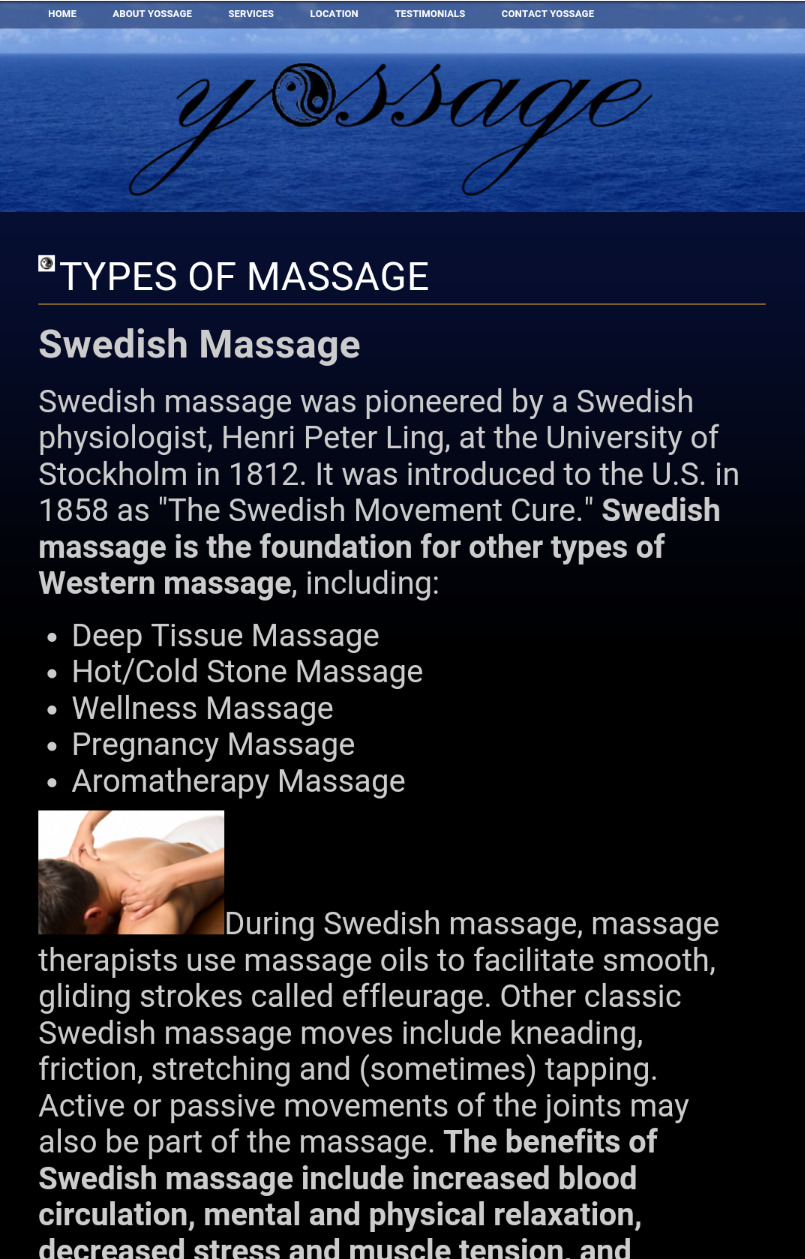 HOME ABOUT YOSSAGE SERVICES LOCATION TESTIMONIALS CONTACT YOSSAGE
yossage
TYPES OF MASSAGE
Swedish Massage
Swedish massage was pioneered by a Swedish
physiologist, Henri Peter Ling, at the University of
Stockholm in 1812. It was introduced to the U.S. in
1858 as "The Swedish Movement Cure." Swedish
massage is the foundation for other types of
Western massage, including:
• Deep Tissue Massage
• Hot/Cold Stone Massage
• Wellness Massage
• Pregnancy Massage
• Aromatherapy Massage
During Swedish massage, massage
therapists use massage oils to facilitate smooth,
gliding strokes called effleurage. Other classic
Swedish massage moves include kneading,
friction, stretching and (sometimes) tapping.
Active or passive movements of the joints may
also be part of the massage. The benefits of
Swedish massage include increased blood
circulation, mental and physical relaxation,
decreased stress and muscle tension, and